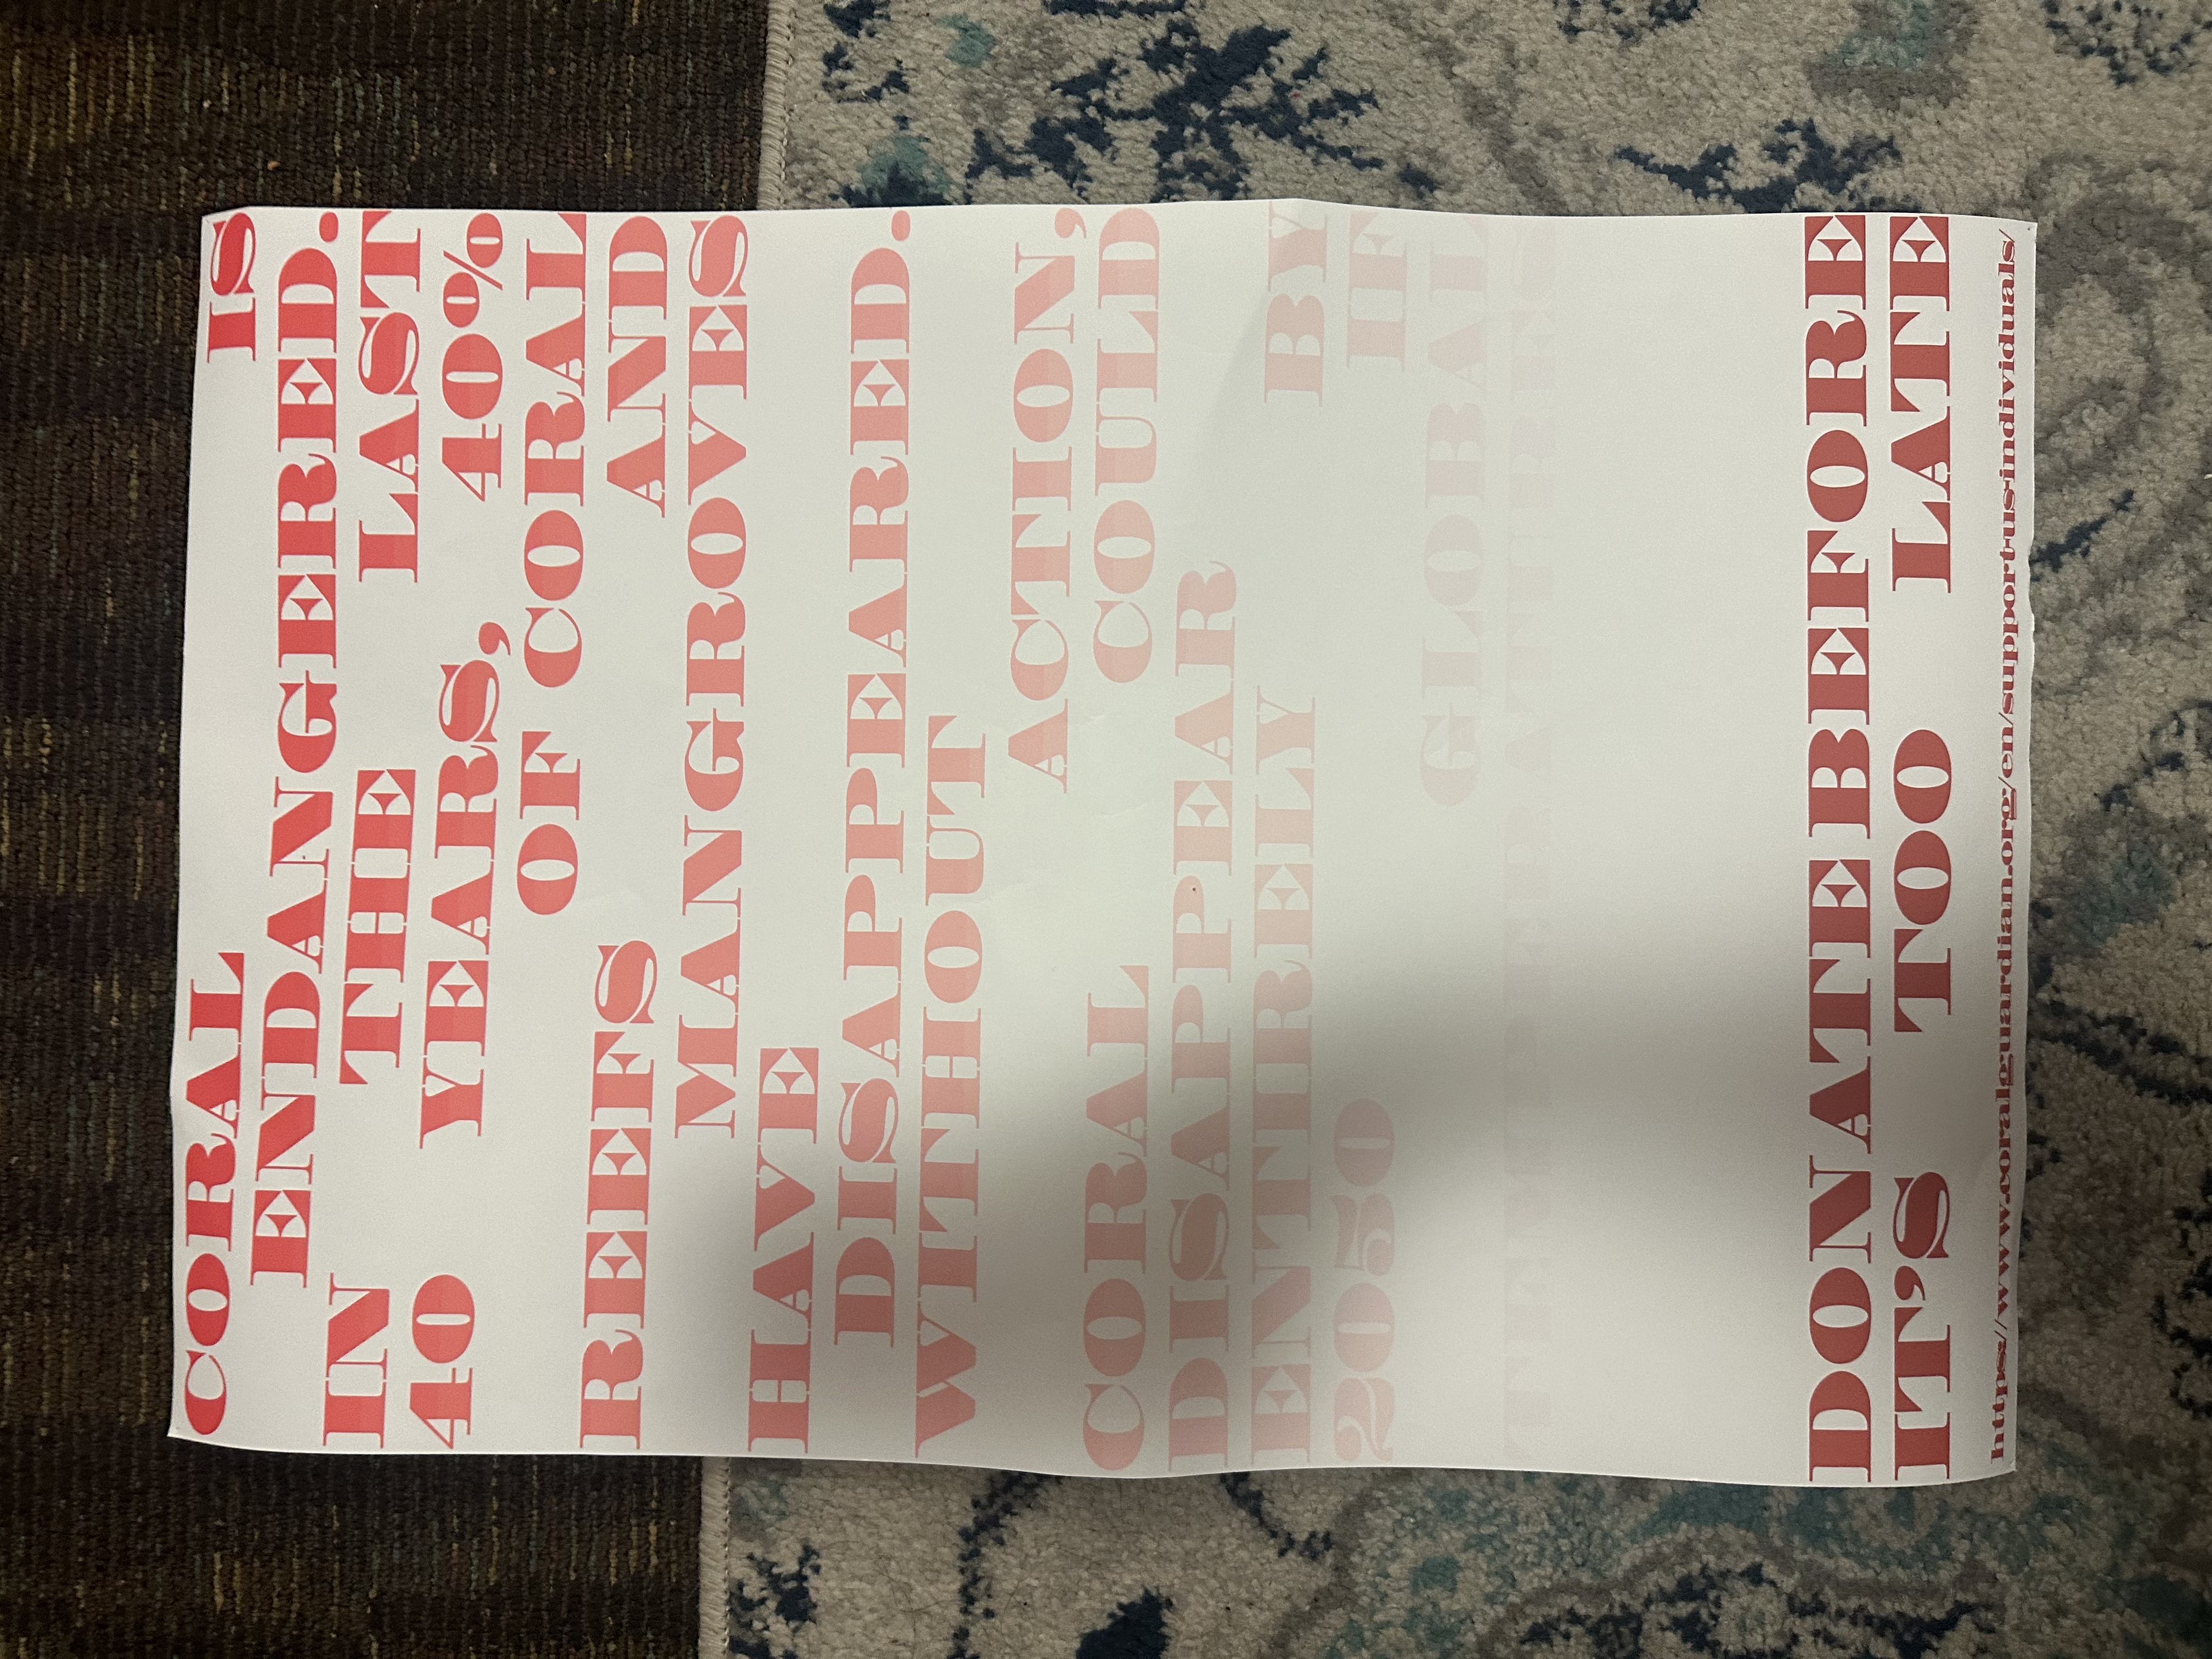 CORAL IS
ENDANGERED.
IN THE LAST
40 YEARS, 40%
OF CORAL
REEFS AND
MANGROVES
HAVE
DISAPPEARED.
WITHOUT
ACTION,
CORAL COULD
DISAPPEAR
ENTIRELY BY
2050 IF
GLOBAL
TEMPERATURES
DONATE BEFORE
IT'S TOO LATE
https://www.coralguardian.org/en/support-us-individuals/